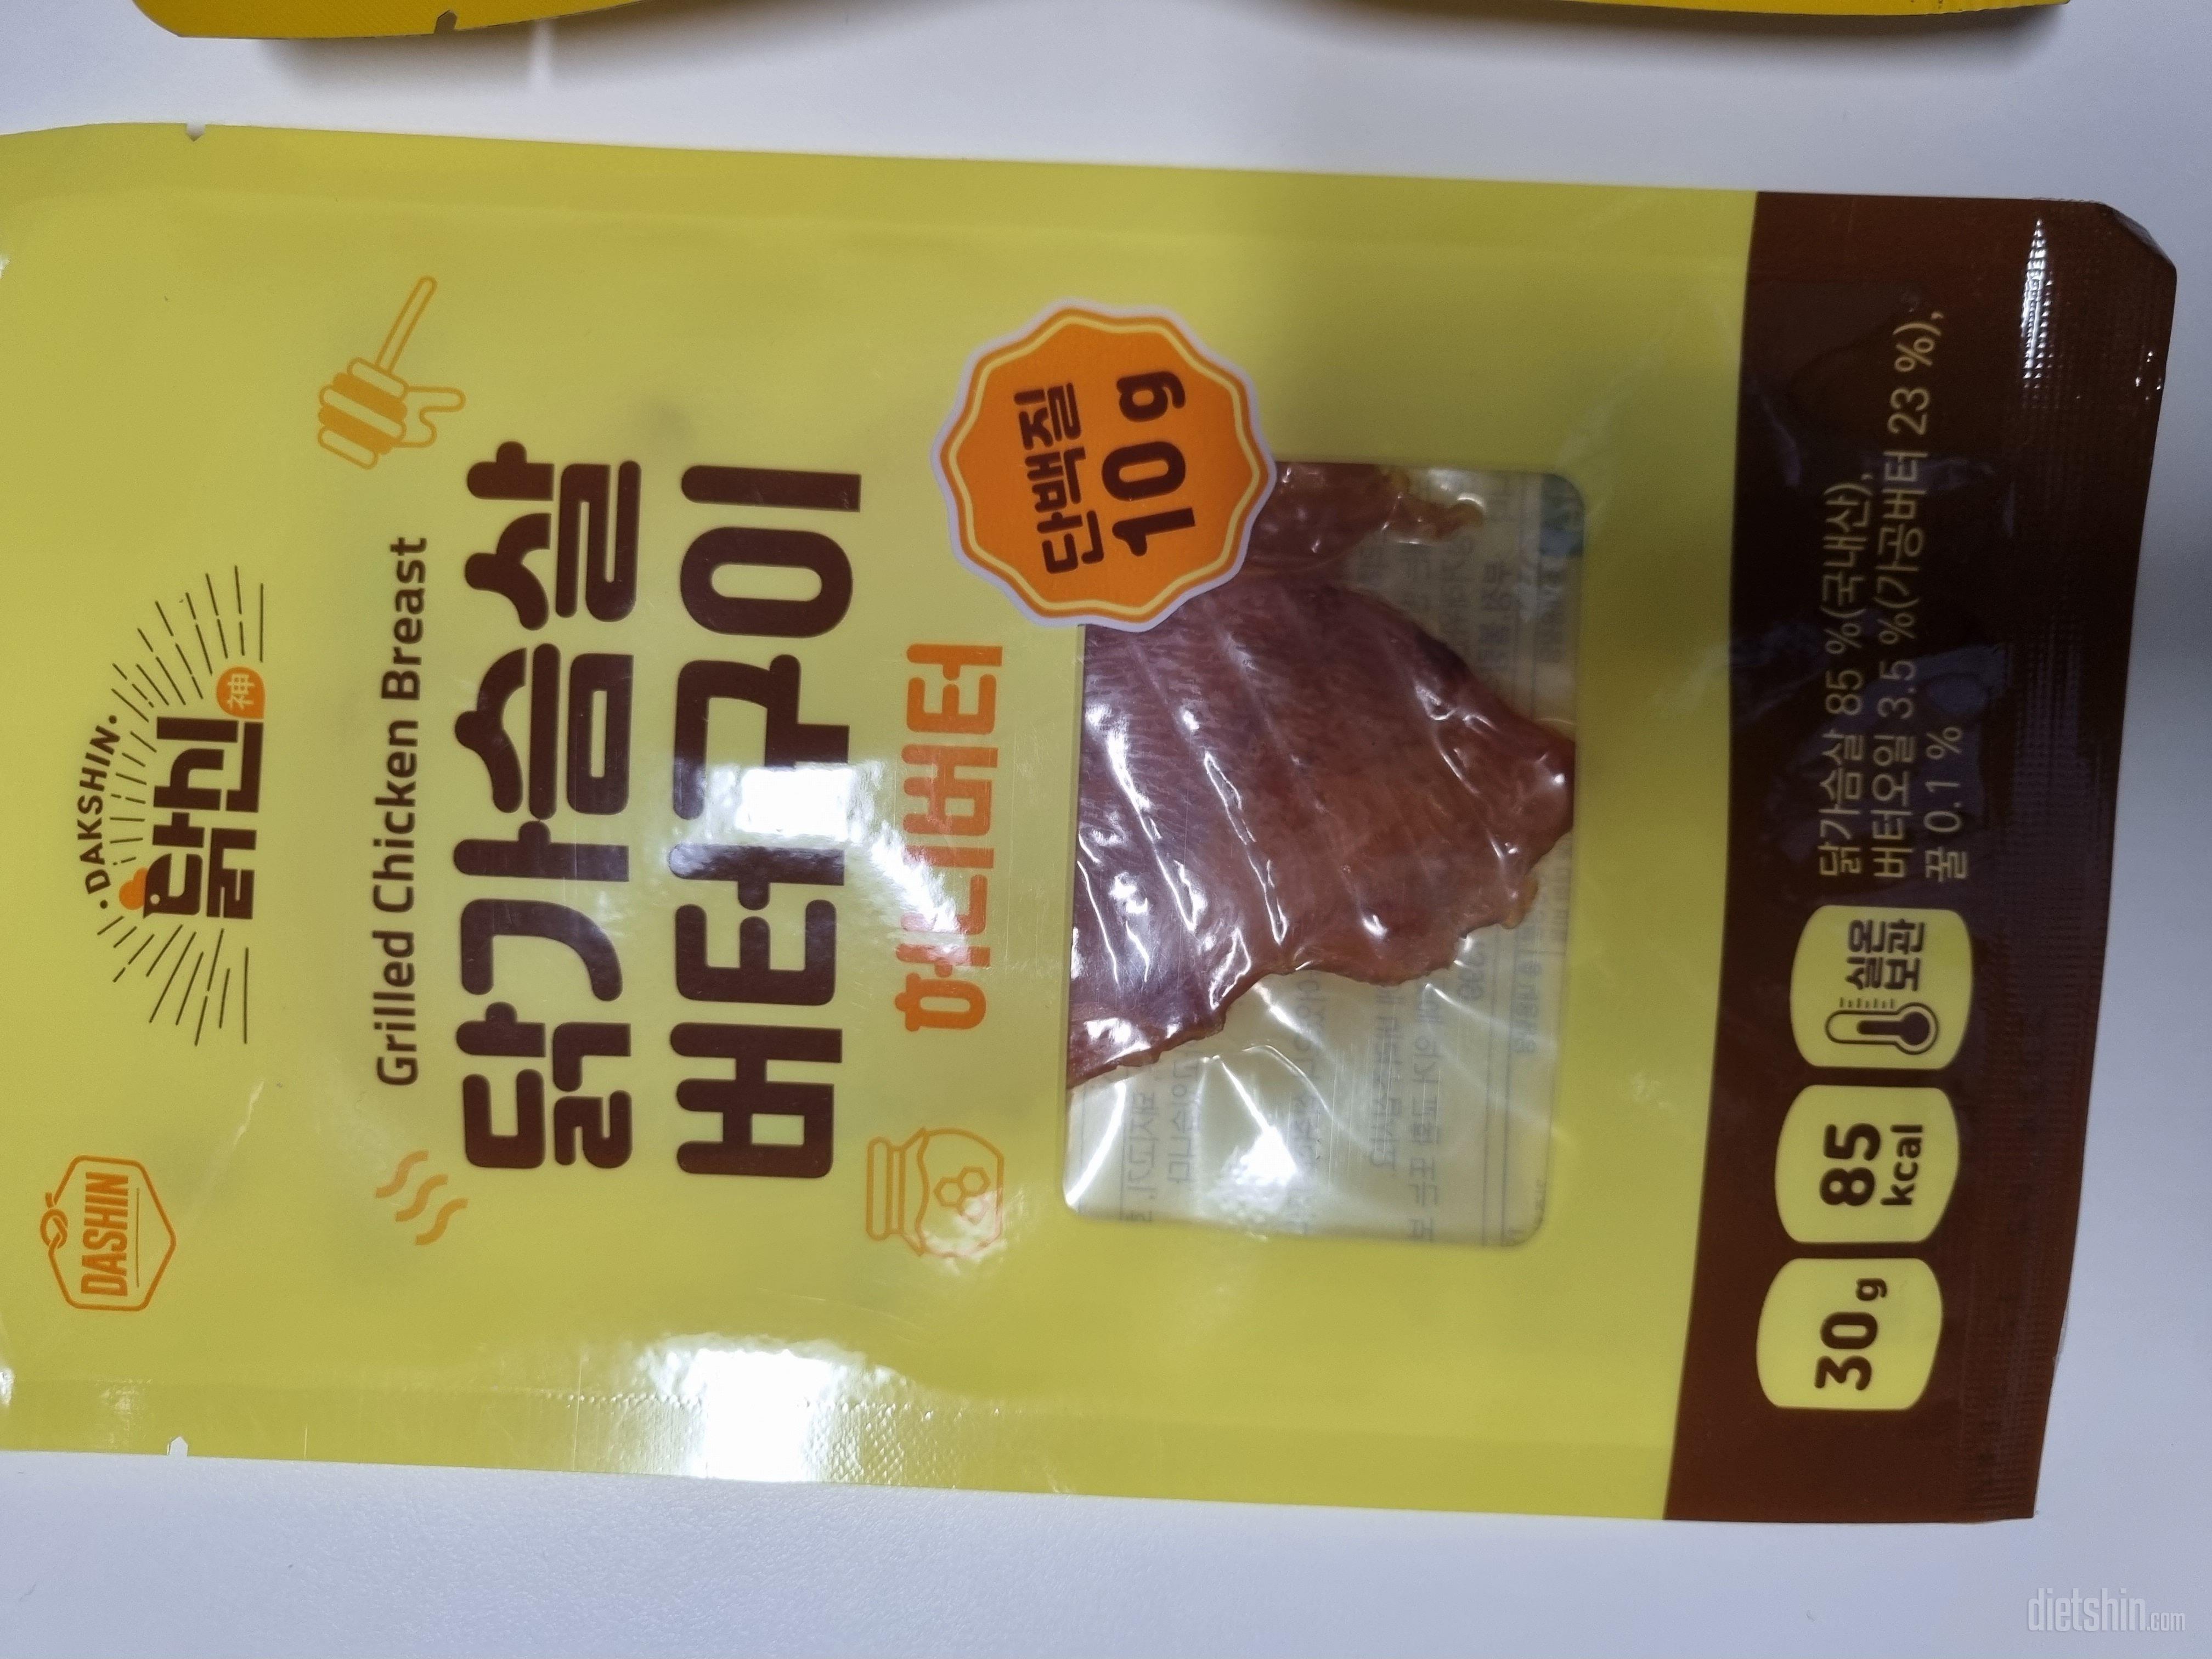 DASHIN
·DAKSHIN·
닭신
神
Grilled Chicken Breast
닭가슴살
버터구이
허니버터
단백질
10g
30g
85
kcal
실온
보관
닭가슴살 85 %(국내산),
버터오일 3.5 %(가공버터 23 %),
꿀 0.1 %
dietshin.com